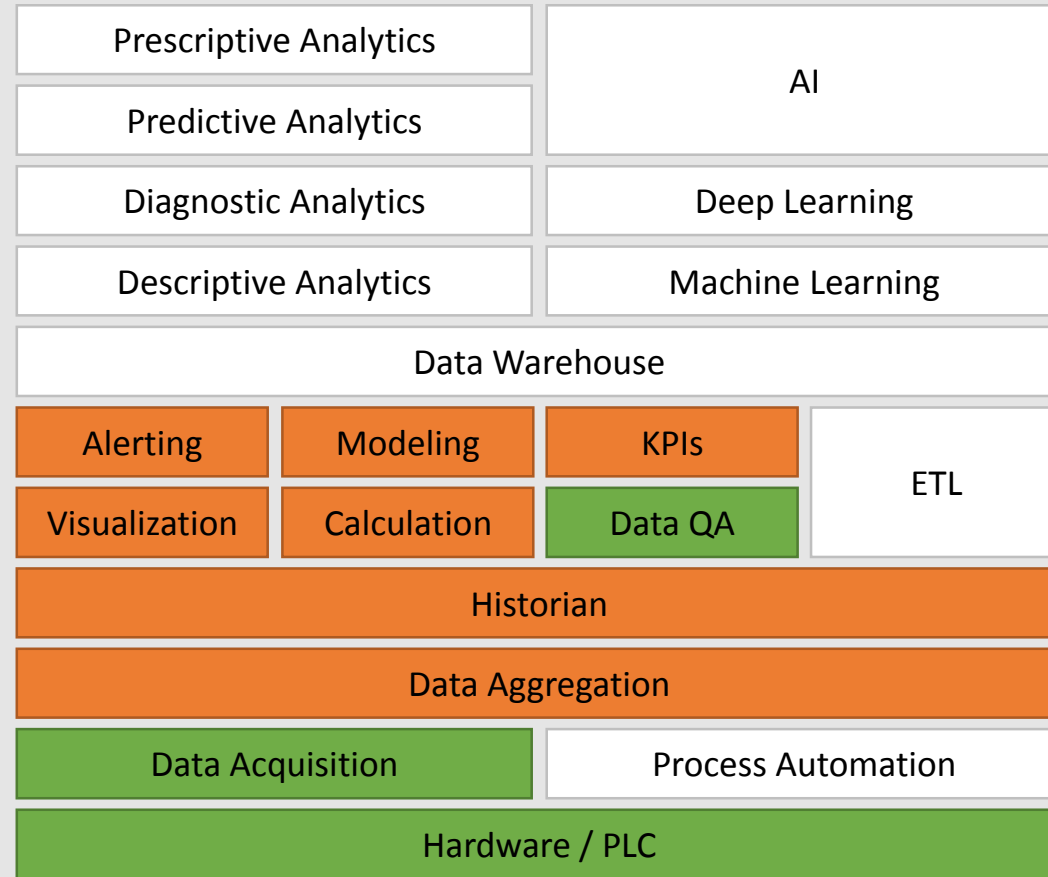 Prescriptive Analytics
AI
Predictive Analytics
Diagnostic Analytics
Deep Learning
Descriptive Analytics
Machine Learning
Data Warehouse
Alerting
Modeling
KPIs
ETL
Visualization
Calculation
Data QA
Historian
Data Aggregation
Data Acquisition
Process Automation
Hardware / PLC